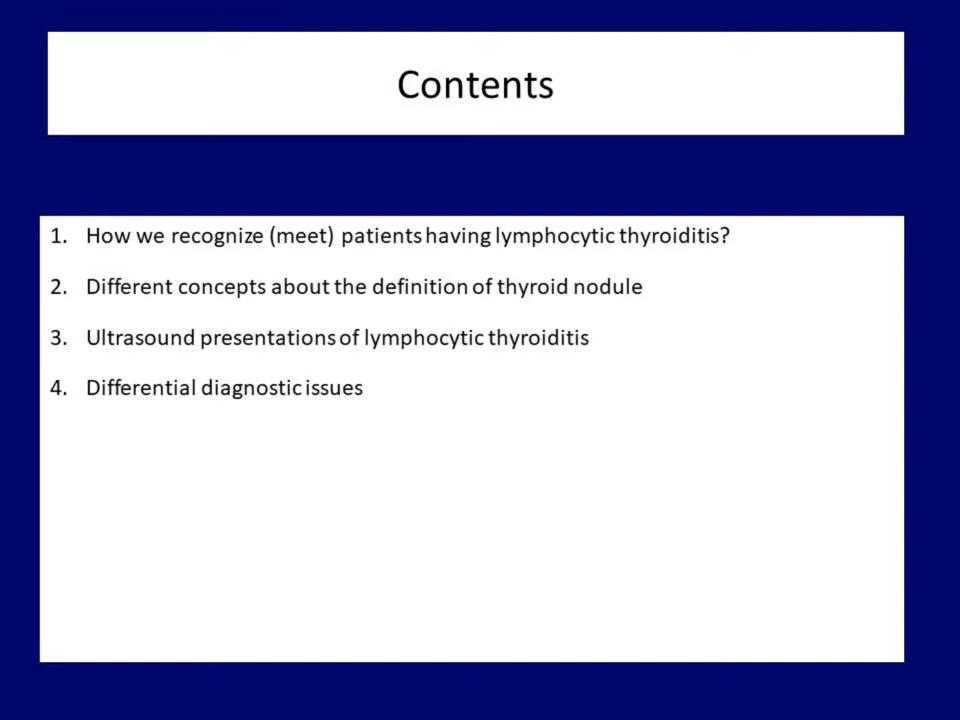 Contents
1. How we recognize (meet) patients having lymphocytic thyroiditis?
2. Different concepts about the definition of thyroid nodule
3. Ultrasound presentations of lymphocytic thyroiditis
4. Differential diagnostic issues